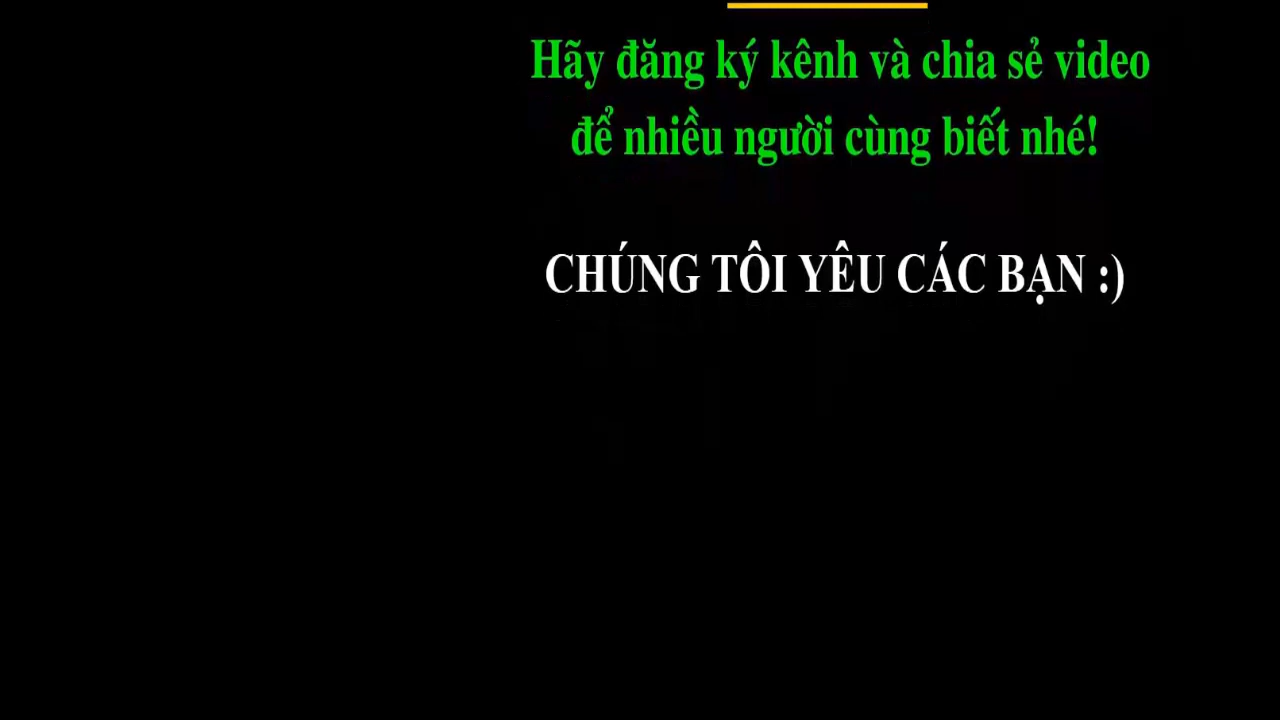 Hãy đăng ký kênh và chia sẻ video
để nhiều người cùng biết nhé!
CHÚNG TÔI YÊU CÁC BẠN :)